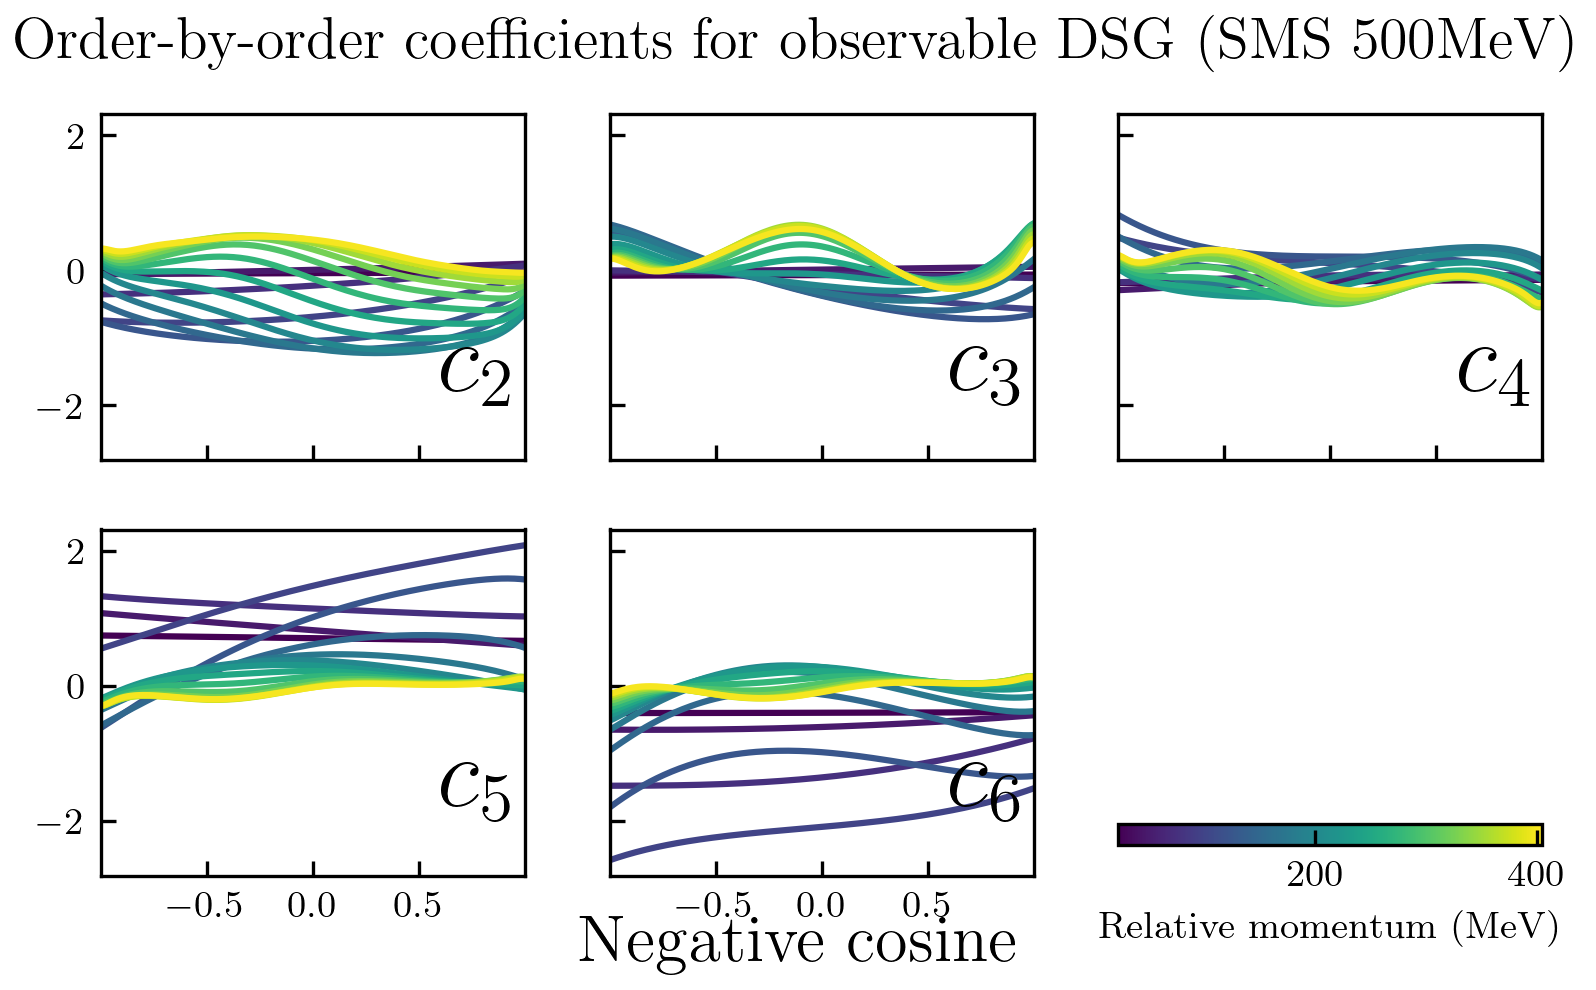 Order-by-order coefficients for observable DSG (SMS 500MeV)
2
0
−2
c2
c3
c4
2
0
−2
c5
c6
−0.5 0.0 0.5
−0.5 0.0 0.5
200 400
Relative momentum (MeV)
Negative cosine